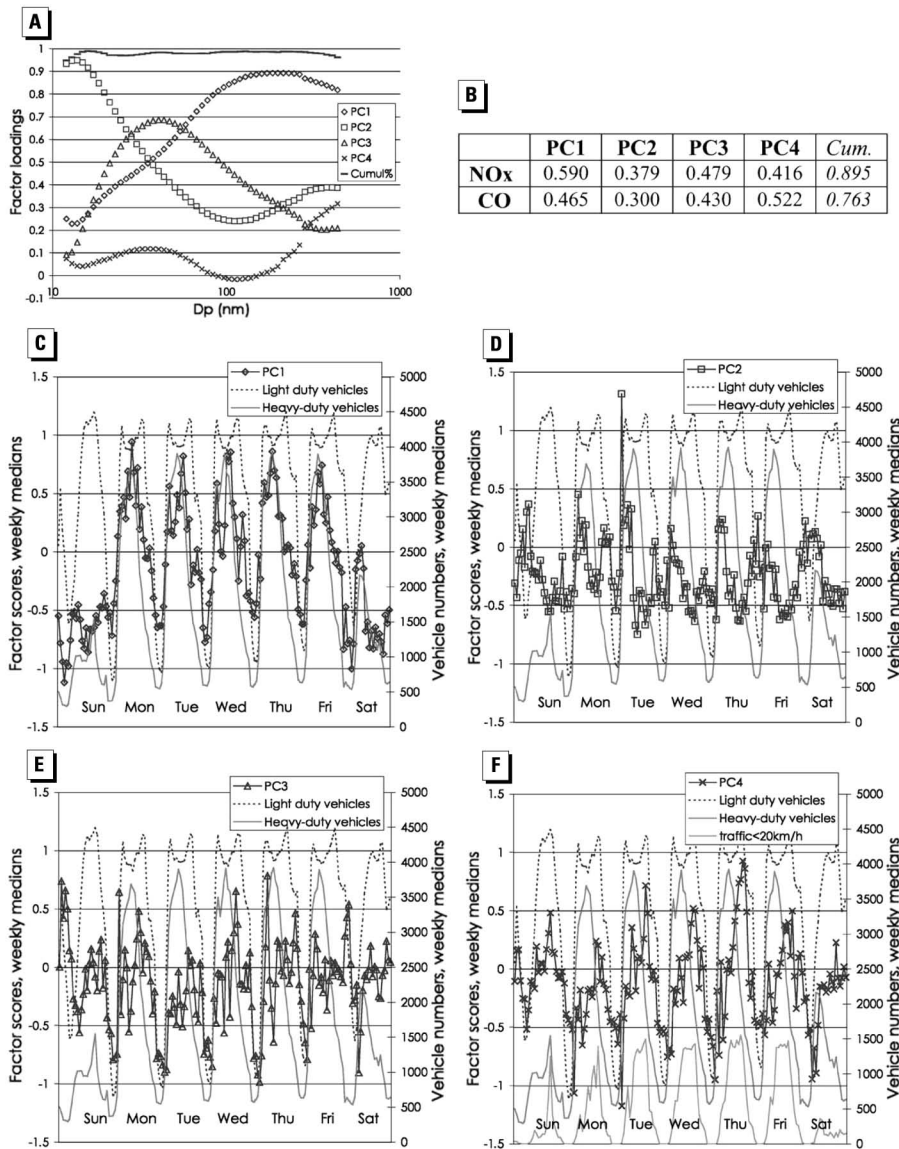 A
1
0.9
0.8
0.7
0.6
0.5
0.4
0.3
0.2
0.1
0
-0.1
Factor loadings
PC1
PC2
PC3
PC4
Cumul%
10
100
1000
Dp (nm)
B
PC1 PC2 PC3 PC4 Cum.
NOx 0.590 0.379 0.479 0.416 0.895
CO 0.465 0.300 0.430 0.522 0.763
C
PC1
Light duty vehicles
Heavy-duty vehicles
Factor scores, weekly medians
1.5
1
0.5
0
-0.5
-1
-1.5
Sun Mon Tue Wed Thu Fri Sat
5000
4500
4000
3500
3000
2500
2000
1500
1000
500
0
Vehicle numbers, weekly medians
D
PC2
Light duty vehicles
Heavy-duty vehicles
Factor scores, weekly medians
1.5
1
0.5
0
-0.5
-1
-1.5
Sun Mon Tue Wed Thu Fri Sat
5000
4500
4000
3500
3000
2500
2000
1500
1000
500
0
Vehicle numbers, weekly medians
E
PC3
Light duty vehicles
Heavy-duty vehicles
Factor scores, weekly medians
1.5
1
0.5
0
-0.5
-1
-1.5
Sun Mon Tue Wed Thu Fri Sat
5000
4500
4000
3500
3000
2500
2000
1500
1000
500
0
Vehicle numbers, weekly medians
F
PC4
Light duty vehicles
Heavy-duty vehicles
traffic<20km/h
Factor scores, weekly medians
1.5
1
0.5
0
-0.5
-1
-1.5
Sun Mon Tue Wed Thu Fri Sat
5000
4500
4000
3500
3000
2500
2000
1500
1000
500
0
Vehicle numbers, weekly medians